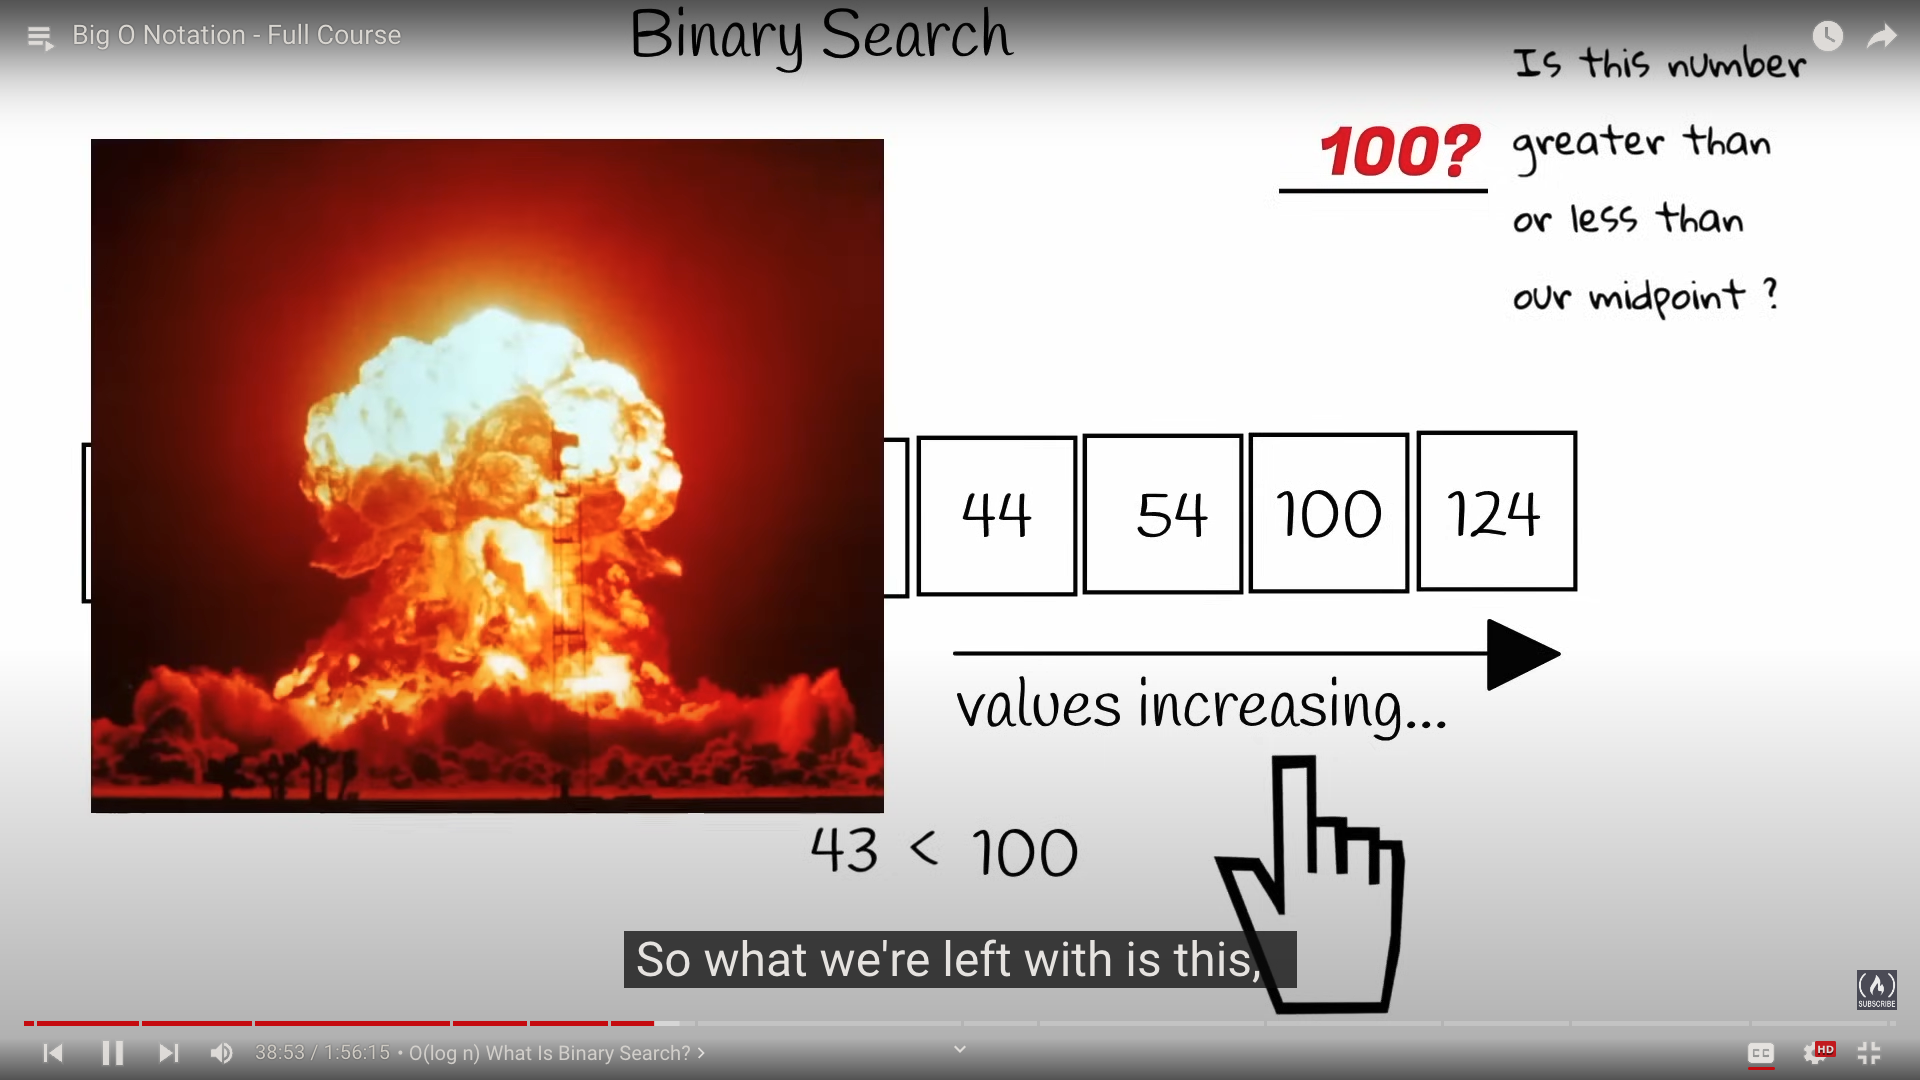 Big O Notation - Full Course
Binary Search
Is this number
100? greater than
or less than
our midpoint ?
44 54 100 124
values increasing...
43 < 100
So what we're left with is this,
SUBSCRIBE
38:53 / 1:56:15 • O(log n) What Is Binary Search? >
CC
HD